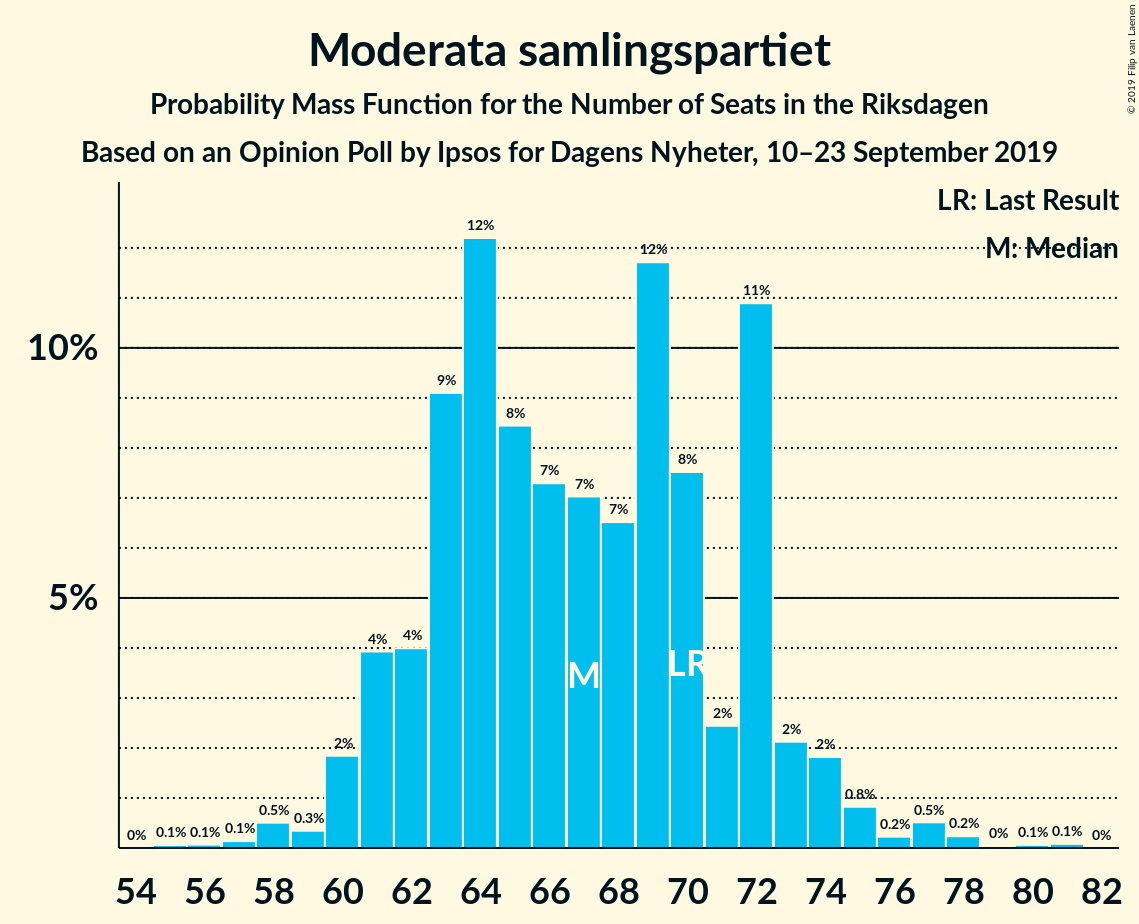 Moderata samlingspartiet
Probability Mass Function for the Number of Seats in the Riksdagen
Based on an Opinion Poll by Ipsos for Dagens Nyheter, 10–23 September 2019
© 2019 Filip van Laenen
LR: Last Result
M: Median
10%
5%
0% 0.1% 0.1% 0.1% 0.5% 0.3% 2% 4% 4% 9% 12% 8% 7% 7% 7% 12% 8% 2% 11% 2% 2% 0.8% 0.2% 0.5% 0.2% 0% 0.1% 0.1% 0%
M LR
54 56 58 60 62 64 66 68 70 72 74 76 78 80 82